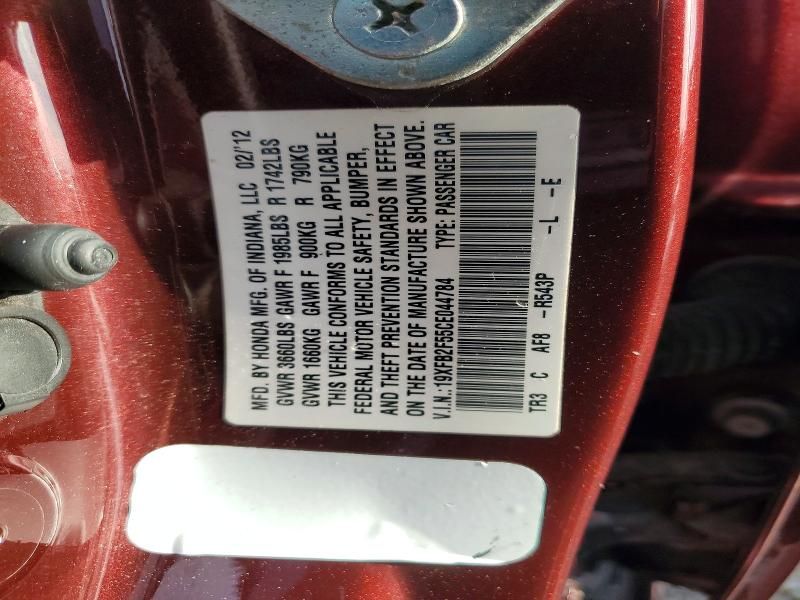 MFD. BY HONDA MFG. OF INDIANA, LLC 02/'12
GVWR 3660LBS GAWR F 1985LBS R 1742LBS
GVWR 1660KG GAWR F 900KG R 790KG
THIS VEHICLE CONFORMS TO ALL APPLICABLE
FEDERAL MOTOR VEHICLE SAFETY, BUMPER,
AND THEFT PREVENTION STANDARDS IN EFFECT
ON THE DATE OF MANUFACTURE SHOWN ABOVE.
V.I.N.:19XFB2F55CE044784 TYPE: PASSENGER CAR
TR3 C AF8 -R543P -L -E